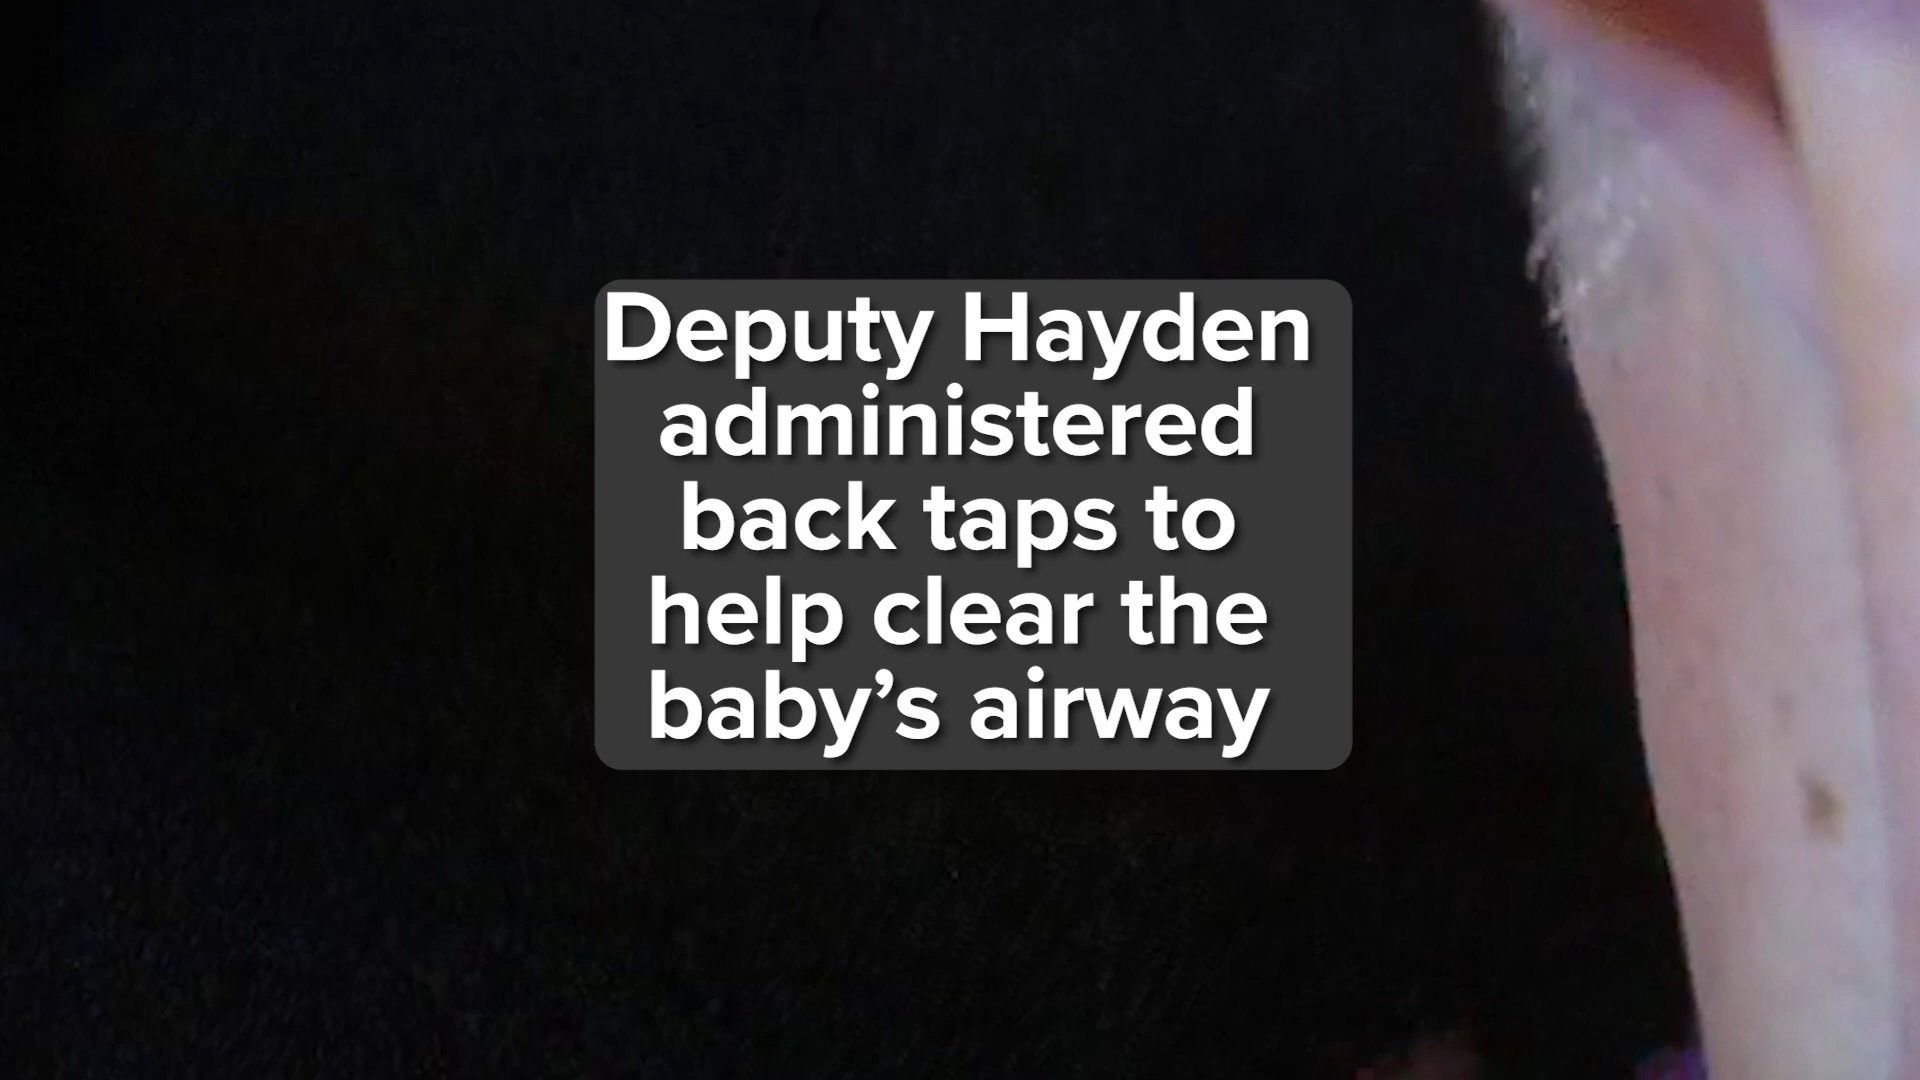 Deputy Hayden
administered
back taps to
help clear the
baby’s airway